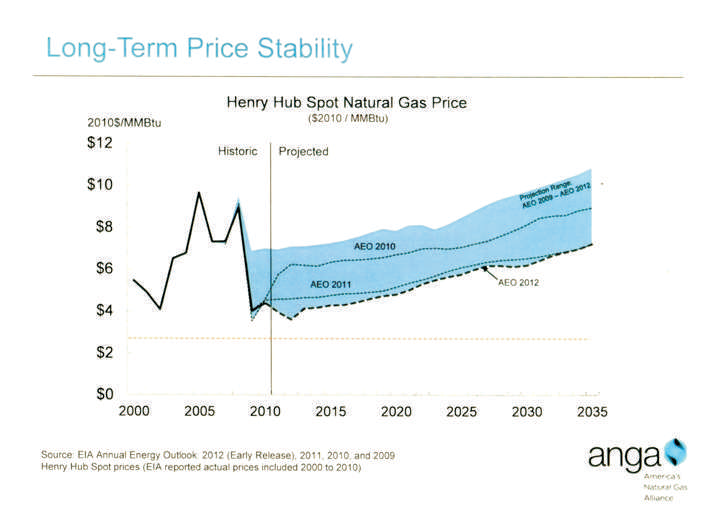 Long-Term Price Stability
Henry Hub Spot Natural Gas Price
($2010 / MMBtu)
2010$/MMBtu
$12
$10
$8
$6
$4
$2
$0
Historic
Projected
Projection Range:
AEO 2009 – AEO 2012
AEO 2010
AEO 2011
AEO 2012
2000
2005
2010
2015
2020
2025
2030
2035
Source: EIA Annual Energy Outlook: 2012 (Early Release), 2011, 2010, and 2009
Henry Hub Spot prices (EIA reported actual prices included 2000 to 2010)
anga
America's
Natural Gas
Alliance